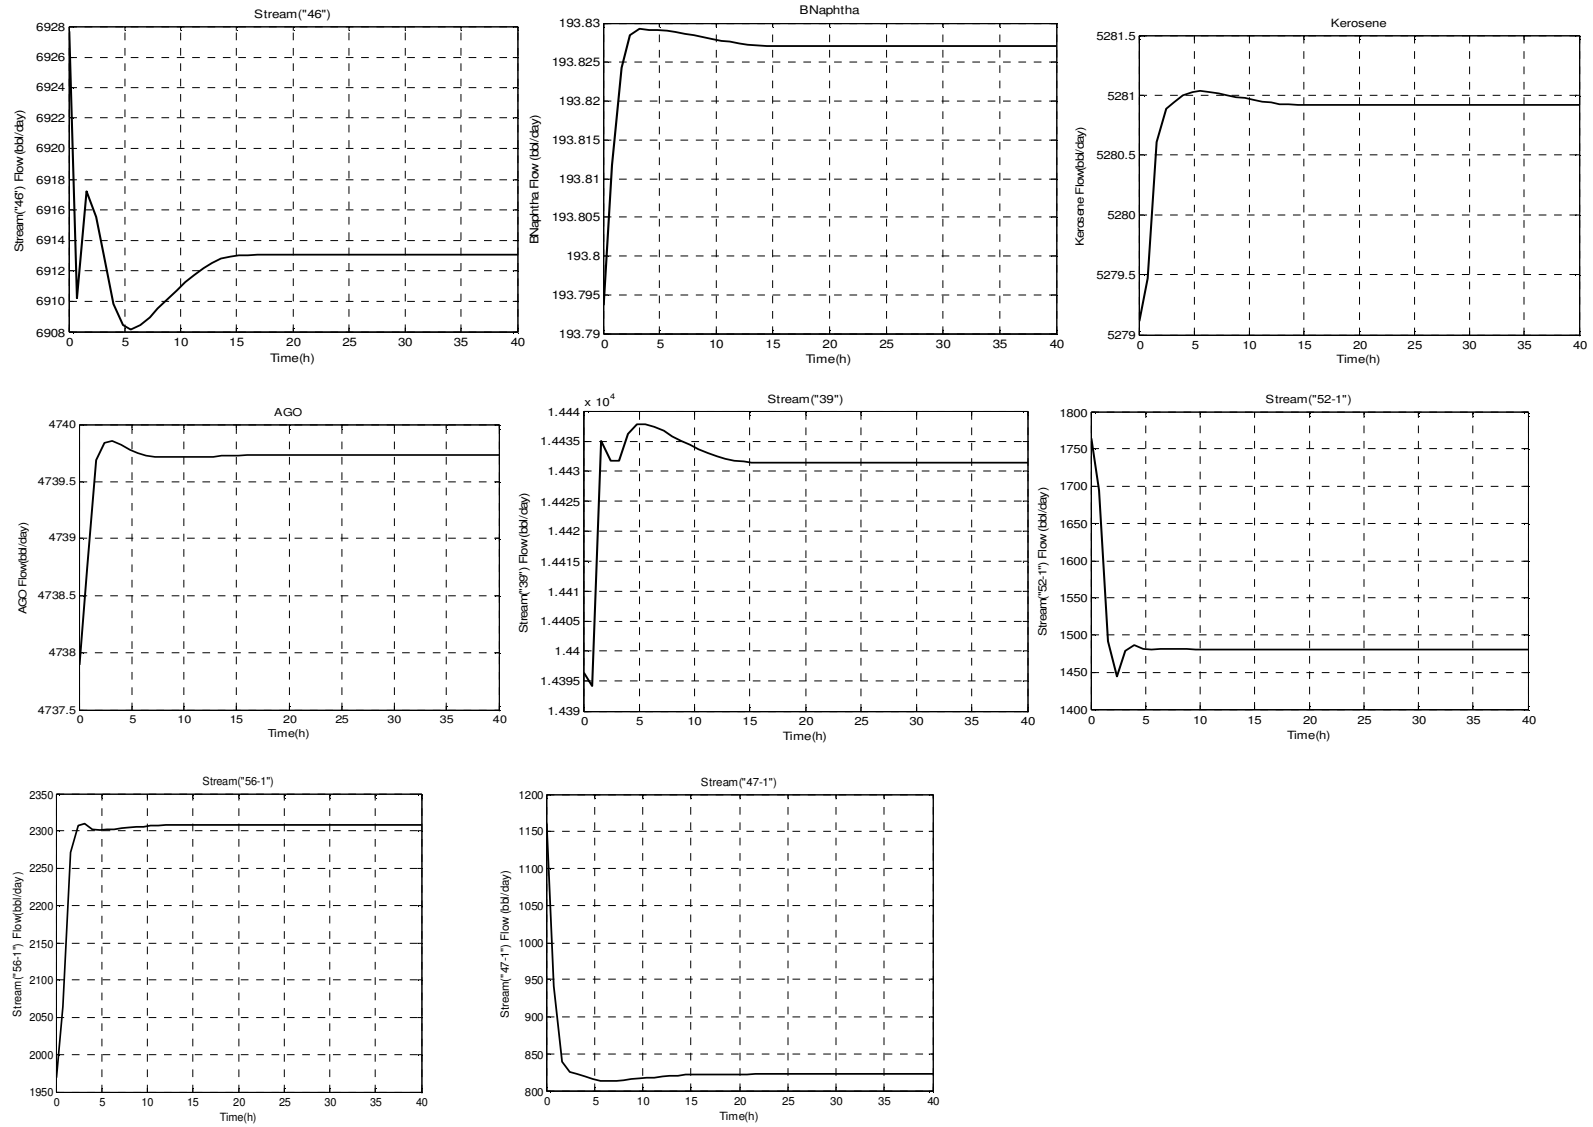 Stream("46")
6928
6926
6924
6922
6920
6918
6916
6914
6912
6910
6908
Stream("46") Flow(bbl/day)
0 5 10 15 20 25 30 35 40
Time(h)
BNaphtha
193.83
193.825
193.82
193.815
193.81
193.805
193.8
193.795
193.79
BNaphtha Flow (bbl/day)
0 5 10 15 20 25 30 35 40
Time(h)
Kerosene
5281.5
5281
5280.5
5280
5279.5
5279
Kerosene Flow(bbl/day)
0 5 10 15 20 25 30 35 40
Time(h)
AGO
4740
4739.5
4739
4738.5
4738
4737.5
AGO Flow(bbl/day)
0 5 10 15 20 25 30 35 40
Time(h)
Stream("39")
x 10^4
1.444
1.4435
1.443
1.4425
1.442
1.4415
1.441
1.4405
1.44
1.4395
1.439
Stream("39") Flow(bbl/day)
0 5 10 15 20 25 30 35 40
Time(h)
Stream("52-1")
1800
1750
1700
1650
1600
1550
1500
1450
1400
Stream("52-1") Flow (bbl/day)
0 5 10 15 20 25 30 35 40
Time(h)
Stream("56-1")
2350
2300
2250
2200
2150
2100
2050
2000
1950
Stream("56-1") Flow(bbl/day)
0 5 10 15 20 25 30 35 40
Time(h)
Stream("47-1")
1200
1150
1100
1050
1000
950
900
850
800
Stream("47-1") Flow (bbl/day)
0 5 10 15 20 25 30 35 40
Time(h)